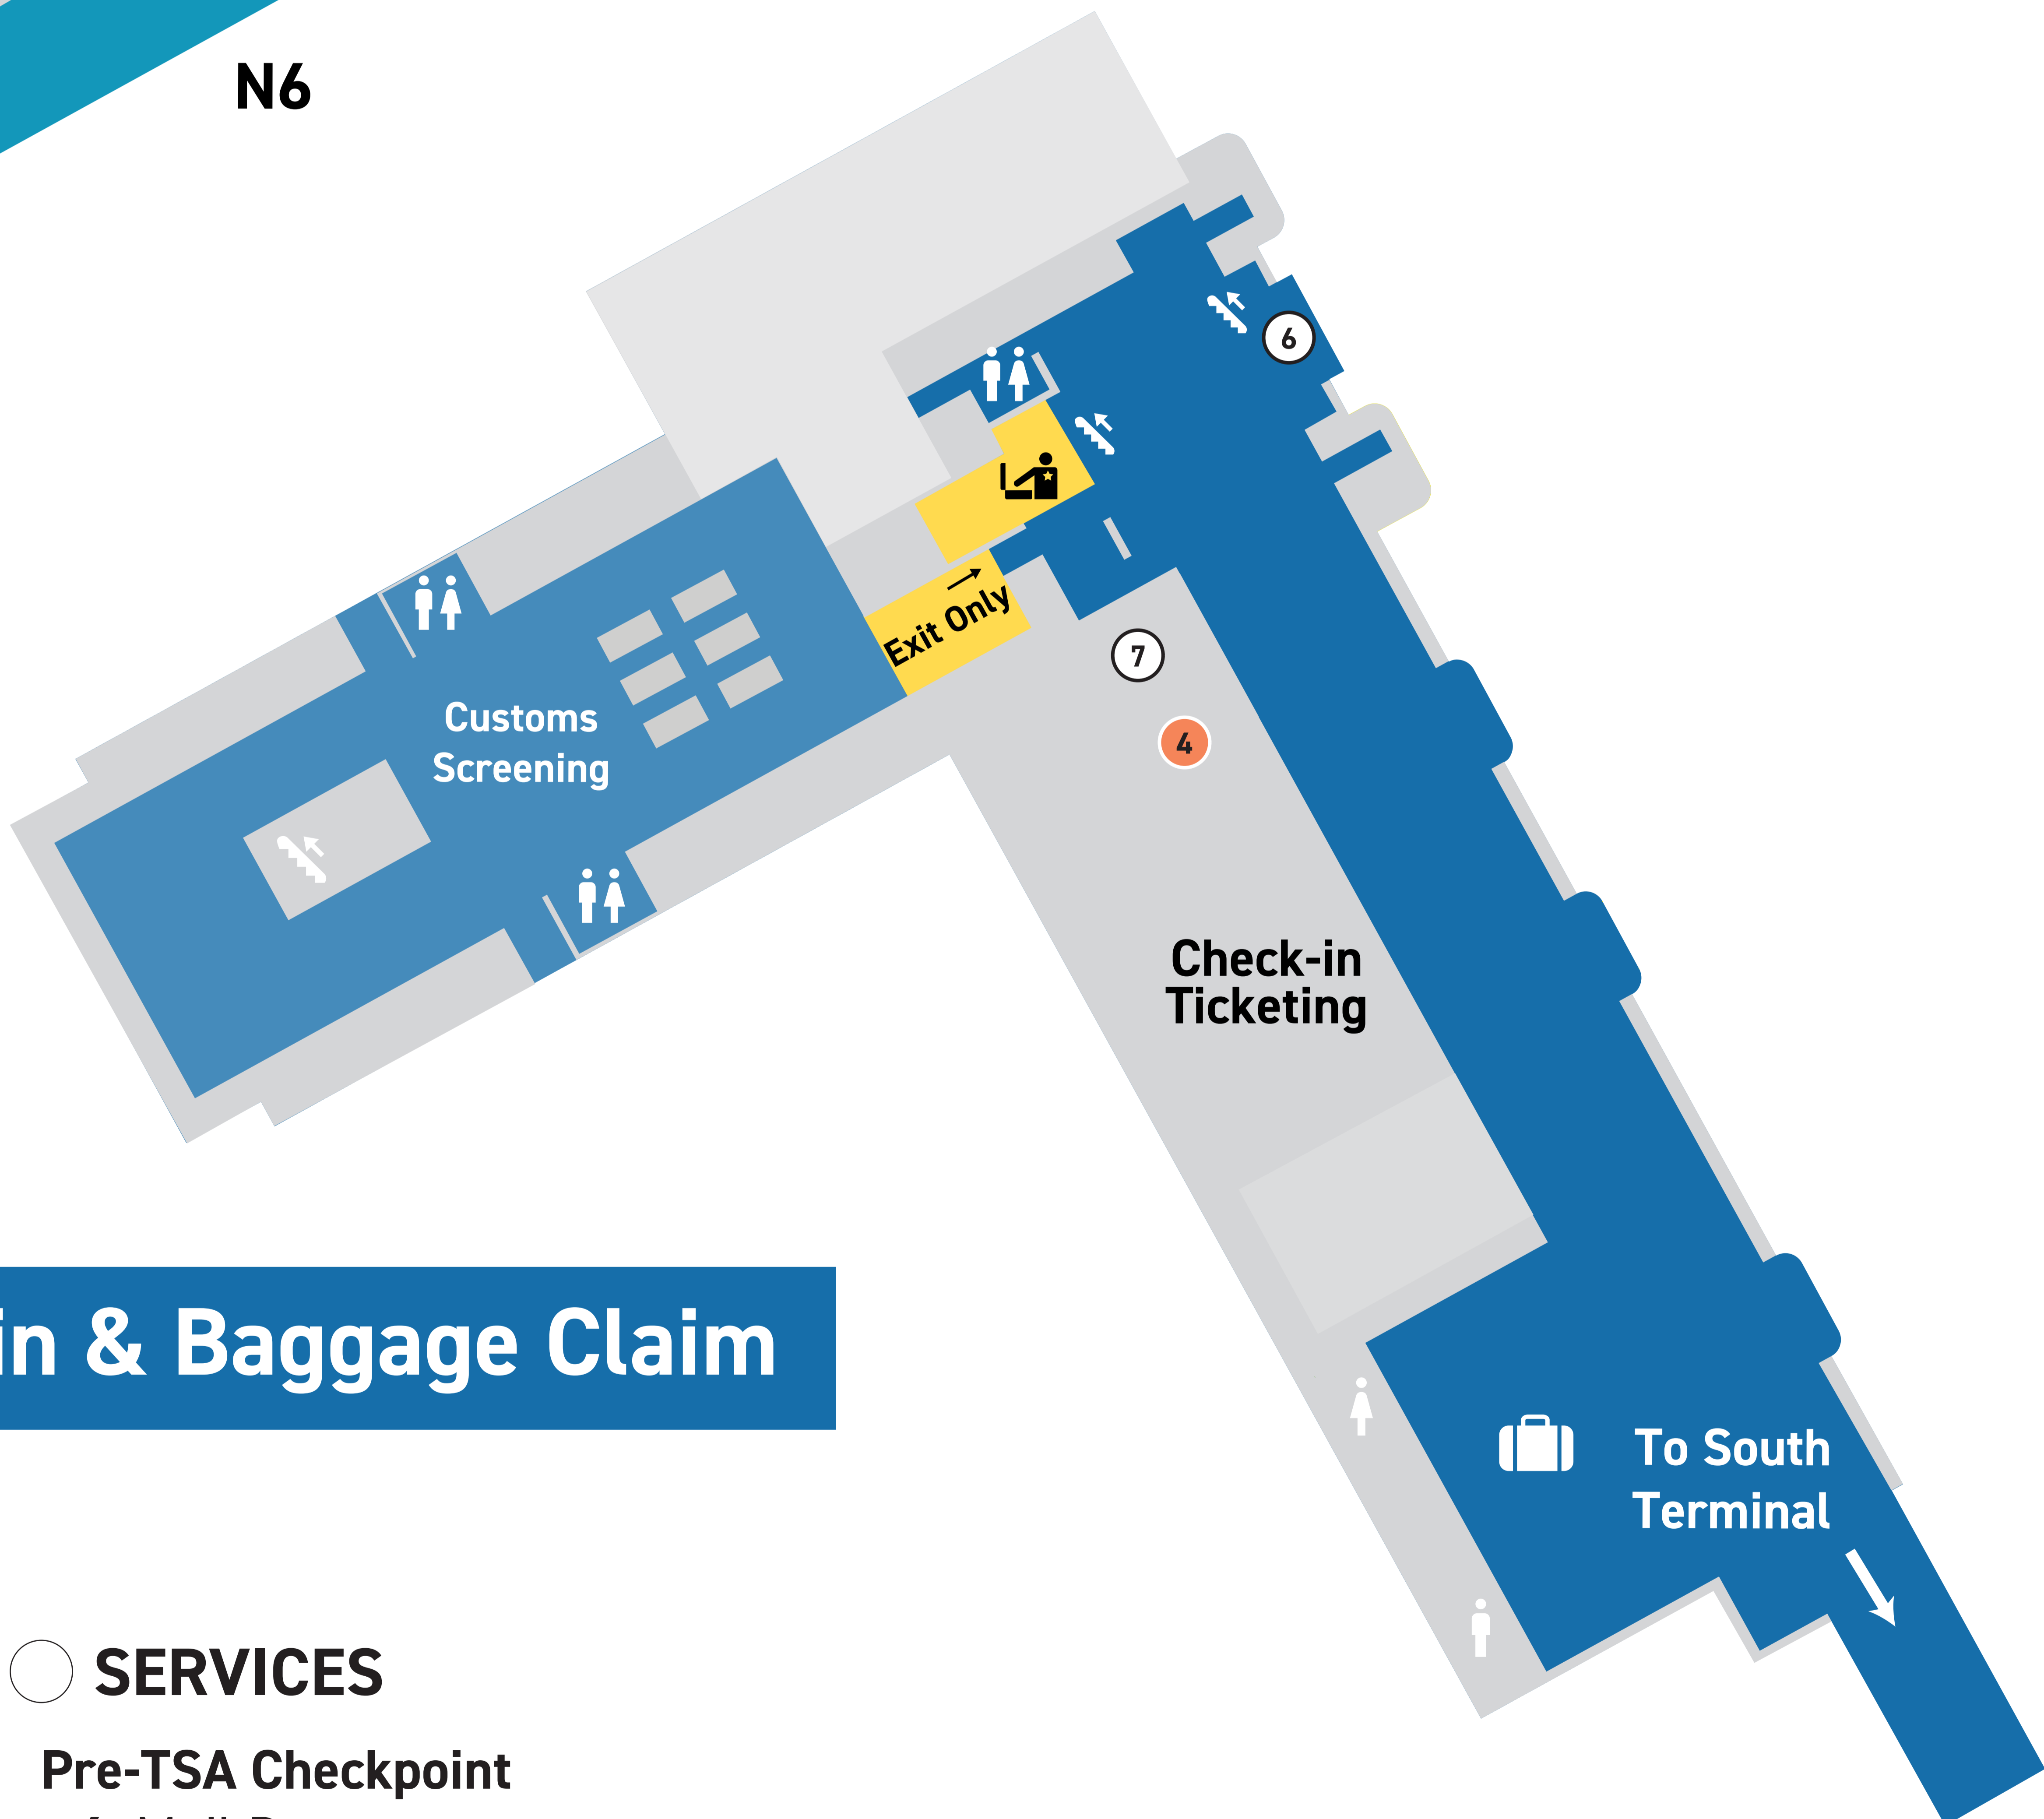 N6
6
Exit Only
7
4
Customs
Screening
Check-in
Ticketing
in & Baggage Claim
To South
Terminal
SERVICES
Pre-TSA Checkpoint